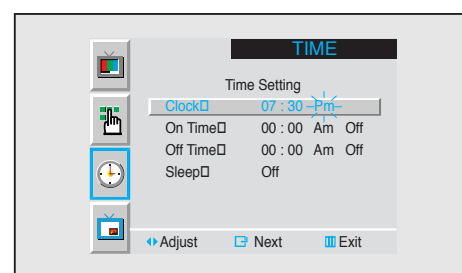 TIME
Time Setting
Clock□ 07 : 30 Pm
On Time□ 00 : 00 Am Off
Off Time□ 00 : 00 Am Off
Sleep□ Off
Adjust Next Exit